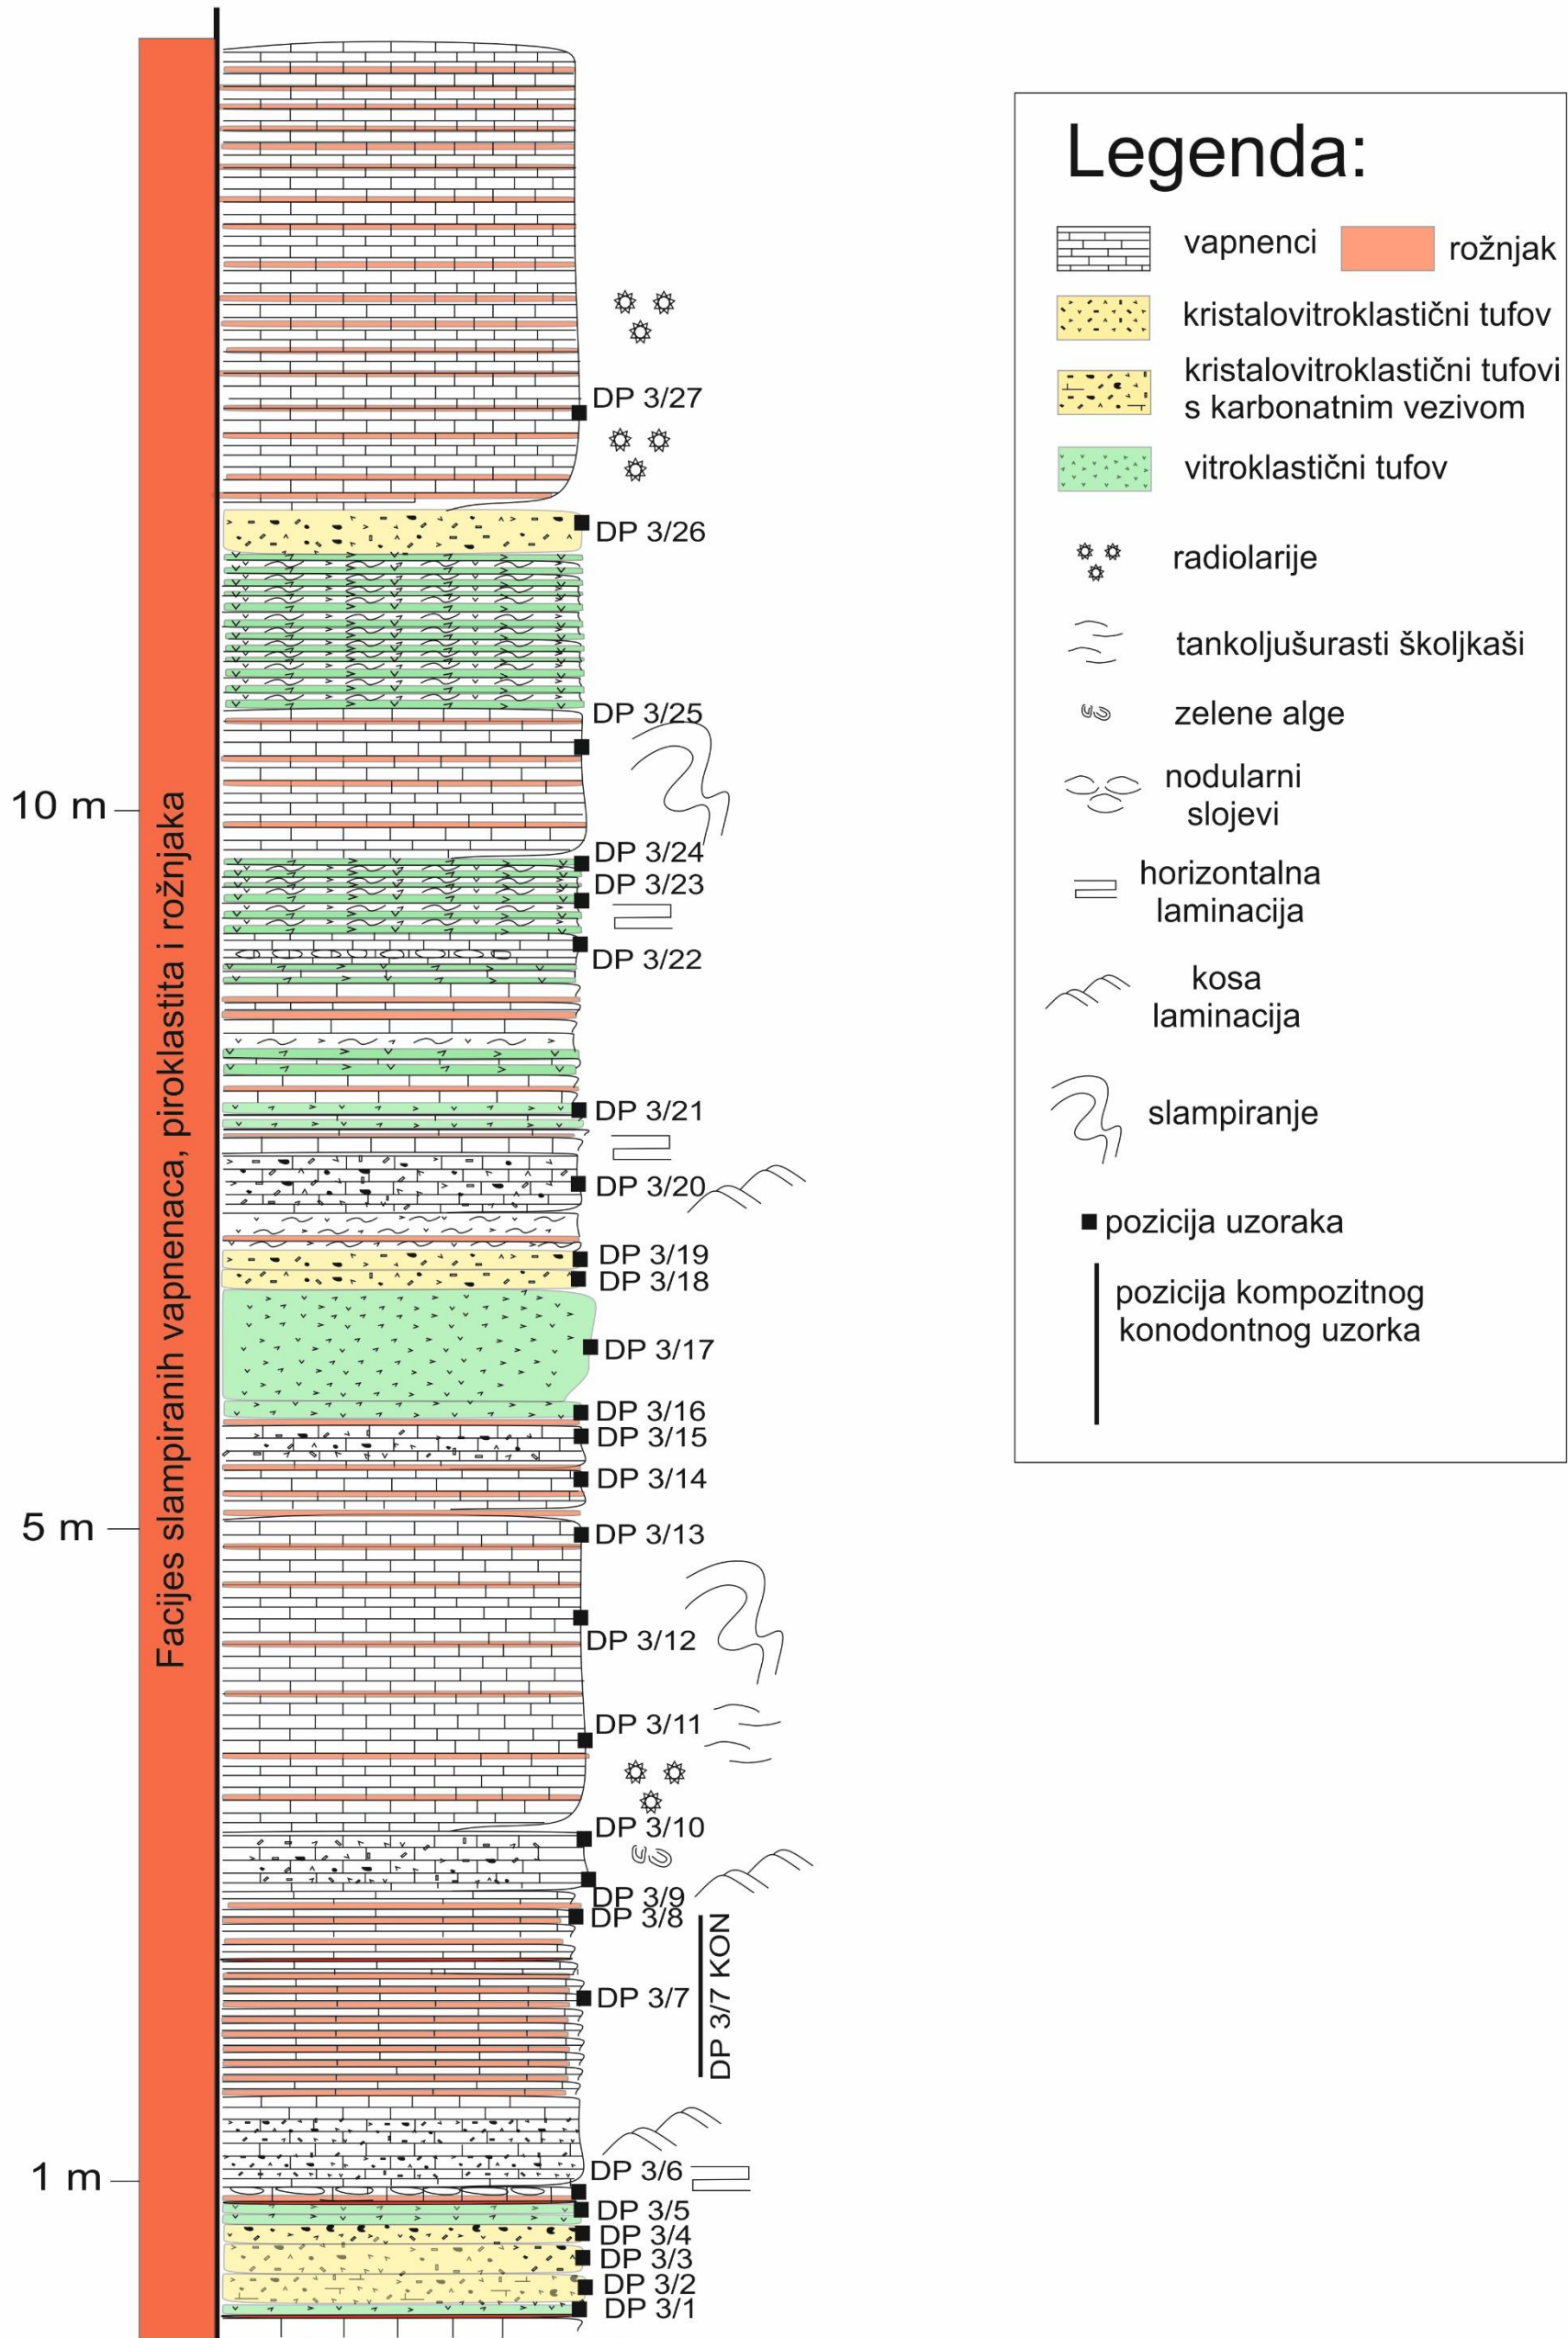 Legenda:
vapnenci
rožnjak
kristalovitroklastični tufov
kristalovitroklastični tufovi
s karbonatnim vezivom
vitroklastični tufov
radiolarije
tankoljušurasti školjkaši
zelene alge
nodularni
slojevi
horizontalna
laminacija
kosa
laminacija
slampiranje
pozicija uzoraka
pozicija kompozitnog
konodontnog uzorka
Facijes slampiranih vapnenaca, piroklastita i rožnjaka
10 m
5 m
1 m
DP 3/27
DP 3/26
DP 3/25
DP 3/24
DP 3/23
DP 3/22
DP 3/21
DP 3/20
DP 3/19
DP 3/18
DP 3/17
DP 3/16
DP 3/15
DP 3/14
DP 3/13
DP 3/12
DP 3/11
DP 3/10
DP 3/9
DP 3/8
DP 3/7
DP 3/7 KON
DP 3/6
DP 3/5
DP 3/4
DP 3/3
DP 3/2
DP 3/1